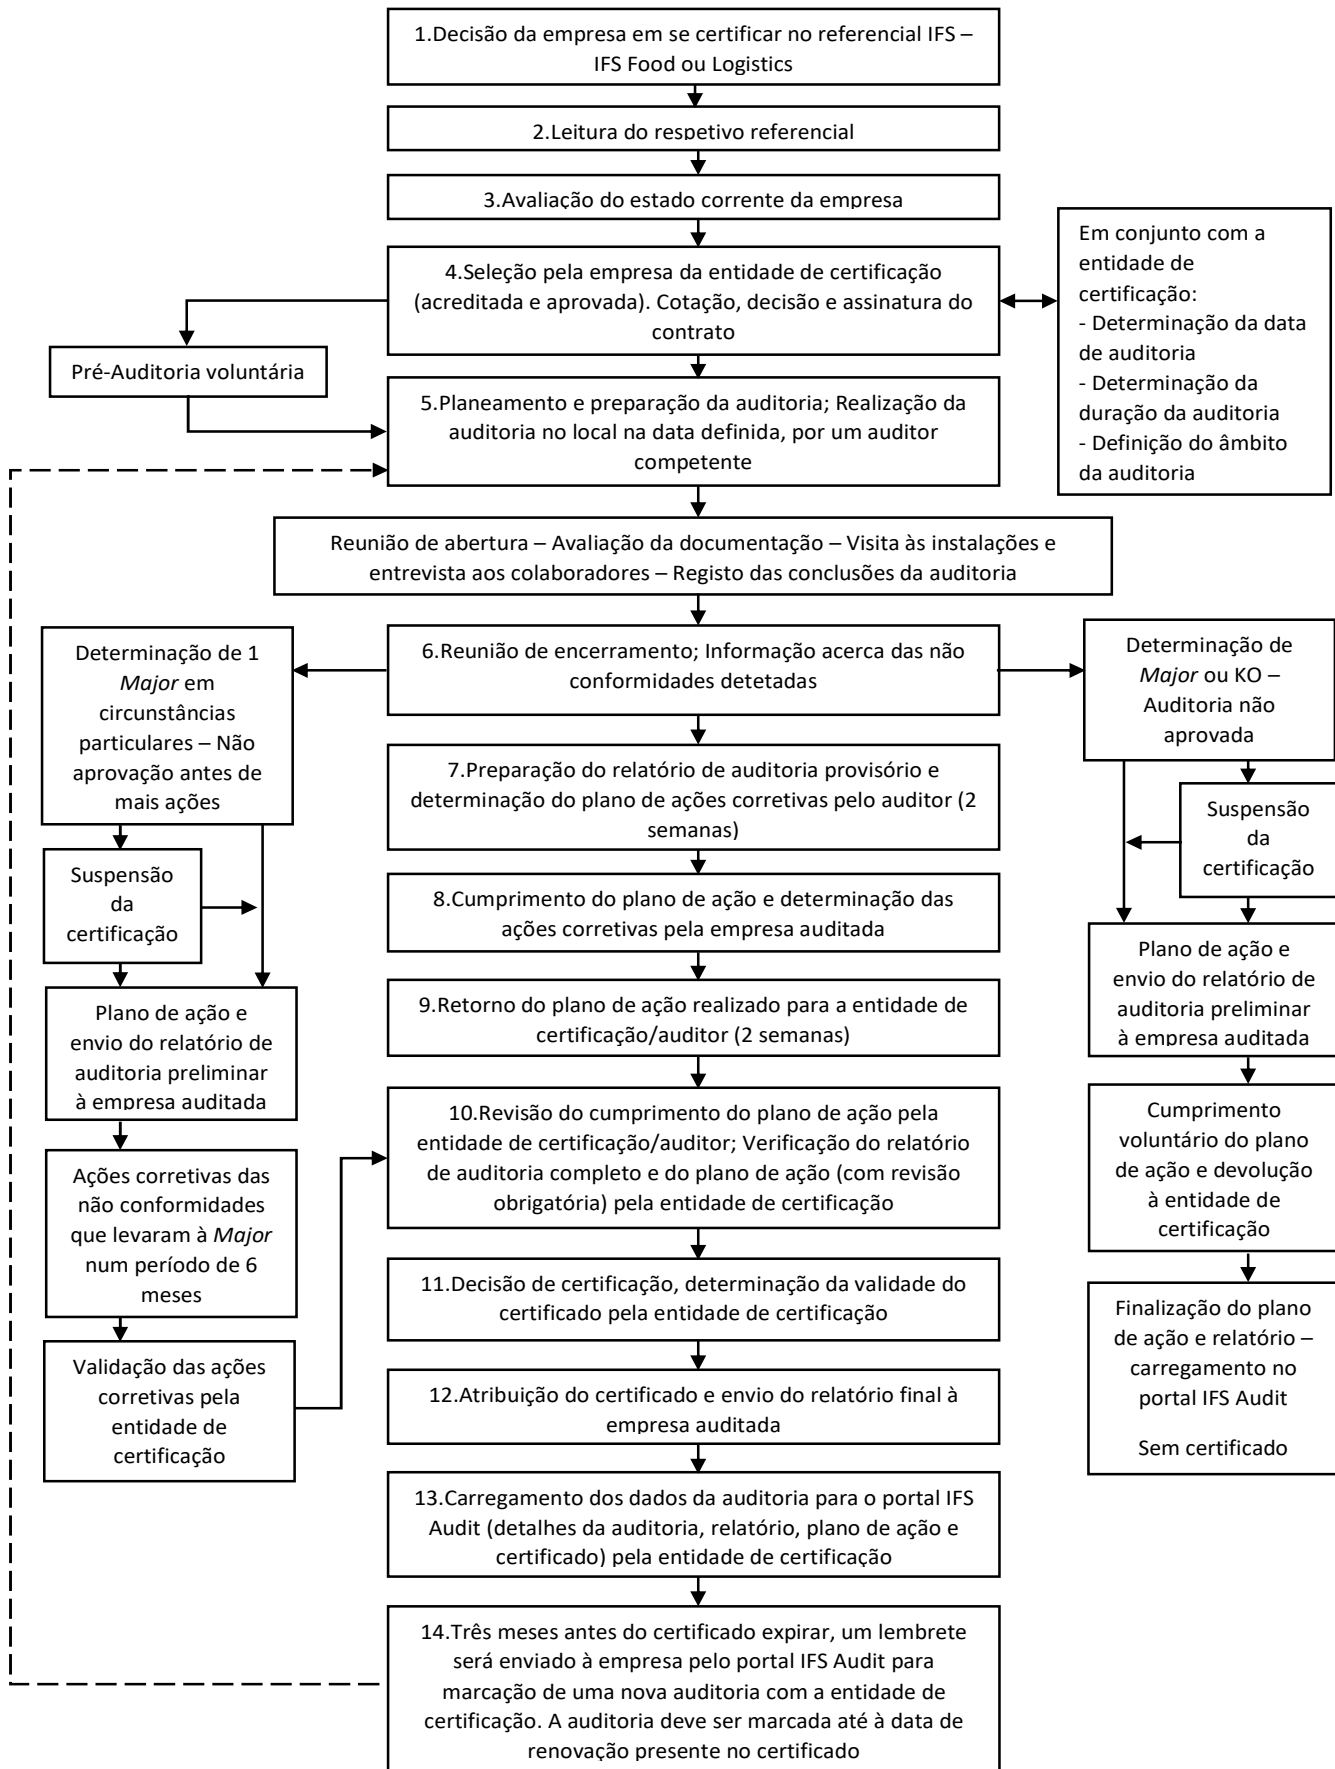 1.Decisão da empresa em se certificar no referencial IFS –
IFS Food ou Logistics
2.Leitura do respetivo referencial
3.Avaliação do estado corrente da empresa
4.Seleção pela empresa da entidade de certificação
(acreditada e aprovada). Cotação, decisão e assinatura do
contrato
Em conjunto com a
entidade de
certificação:
- Determinação da data
de auditoria
- Determinação da
duração da auditoria
- Definição do âmbito
da auditoria
Pré-Auditoria voluntária
5.Planeamento e preparação da auditoria; Realização da
auditoria no local na data definida, por um auditor
competente
Reunião de abertura – Avaliação da documentação – Visita às instalações e
entrevista aos colaboradores – Registo das conclusões da auditoria
6.Reunião de encerramento; Informação acerca das não
conformidades detetadas
Determinação de 1
Major em
circunstâncias
particulares – Não
aprovação antes de
mais ações
Suspensão
da
certificação
Plano de ação e
envio do relatório de
auditoria preliminar
à empresa auditada
Ações corretivas das
não conformidades
que levaram à Major
num período de 6
meses
Validação das ações
corretivas pela
entidade de
certificação
Determinação de
Major ou KO –
Auditoria não
aprovada
Suspensão
da
certificação
Plano de ação e
envio do relatório de
auditoria preliminar
à empresa auditada
Cumprimento
voluntário do plano
de ação e devolução
à entidade de
certificação
Finalização do plano
de ação e relatório –
carregamento no
portal IFS Audit
Sem certificado
7.Preparação do relatório de auditoria provisório e
determinação do plano de ações corretivas pelo auditor (2
semanas)
8.Cumprimento do plano de ação e determinação das
ações corretivas pela empresa auditada
9.Retorno do plano de ação realizado para a entidade de
certificação/auditor (2 semanas)
10.Revisão do cumprimento do plano de ação pela
entidade de certificação/auditor; Verificação do relatório
de auditoria completo e do plano de ação (com revisão
obrigatória) pela entidade de certificação
11.Decisão de certificação, determinação da validade do
certificado pela entidade de certificação
12.Atribuição do certificado e envio do relatório final à
empresa auditada
13.Carregamento dos dados da auditoria para o portal IFS
Audit (detalhes da auditoria, relatório, plano de ação e
certificado) pela entidade de certificação
14.Três meses antes do certificado expirar, um lembrete
será enviado à empresa pelo portal IFS Audit para
marcação de uma nova auditoria com a entidade de
certificação. A auditoria deve ser marcada até à data de
renovação presente no certificado